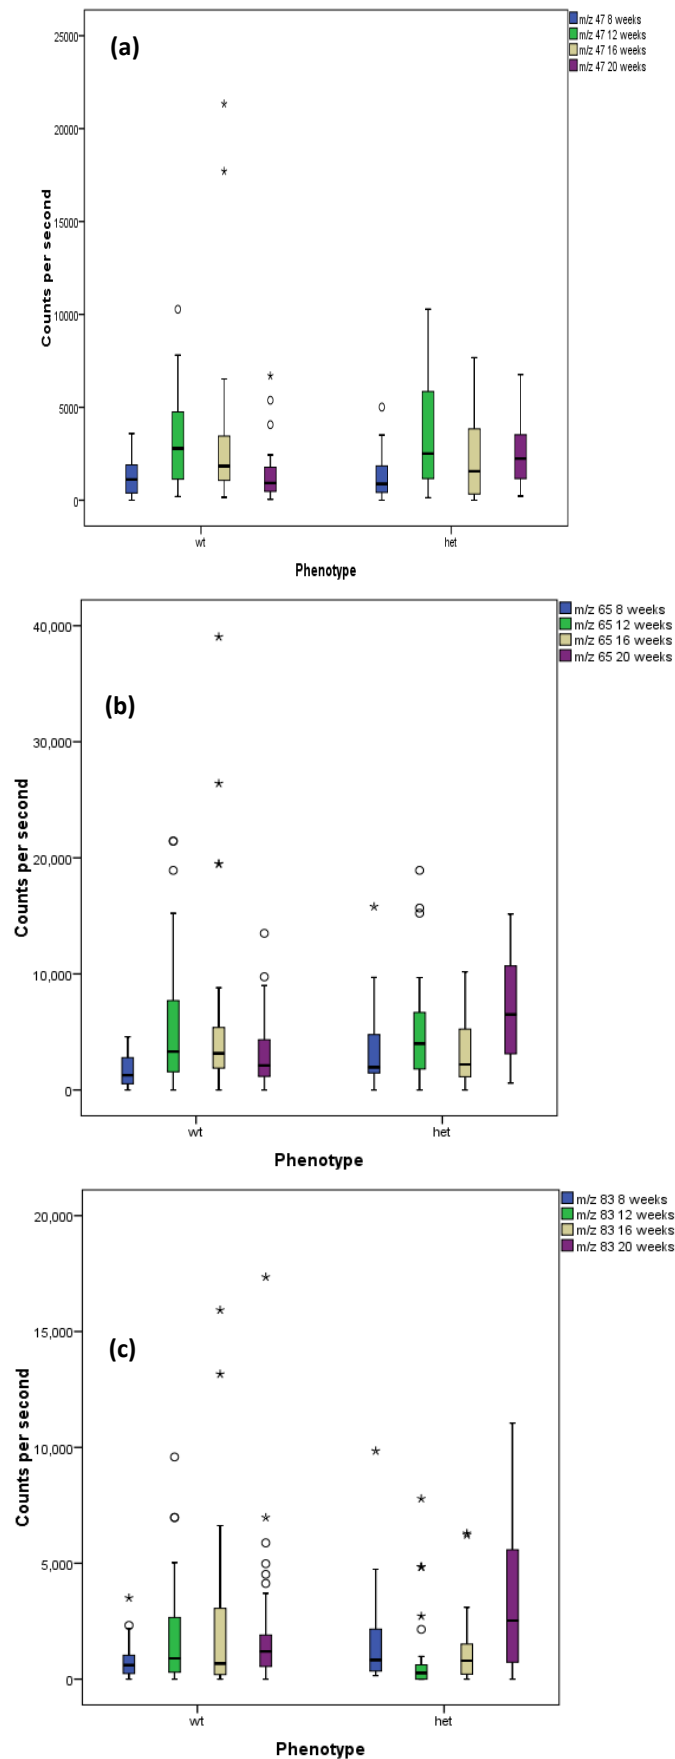 (a)
m/z 47 8 weeks
m/z 47 12 weeks
m/z 47 16 weeks
m/z 47 20 weeks
25000
20000
15000
10000
5000
0
Counts per second
wt
het
Phenotype
(b)
m/z 65 8 weeks
m/z 65 12 weeks
m/z 65 16 weeks
m/z 65 20 weeks
40,000
30,000
20,000
10,000
0
Counts per second
wt
het
Phenotype
(c)
m/z 83 8 weeks
m/z 83 12 weeks
m/z 83 16 weeks
m/z 83 20 weeks
20,000
15,000
10,000
5,000
0
Counts per second
wt
het
Phenotype